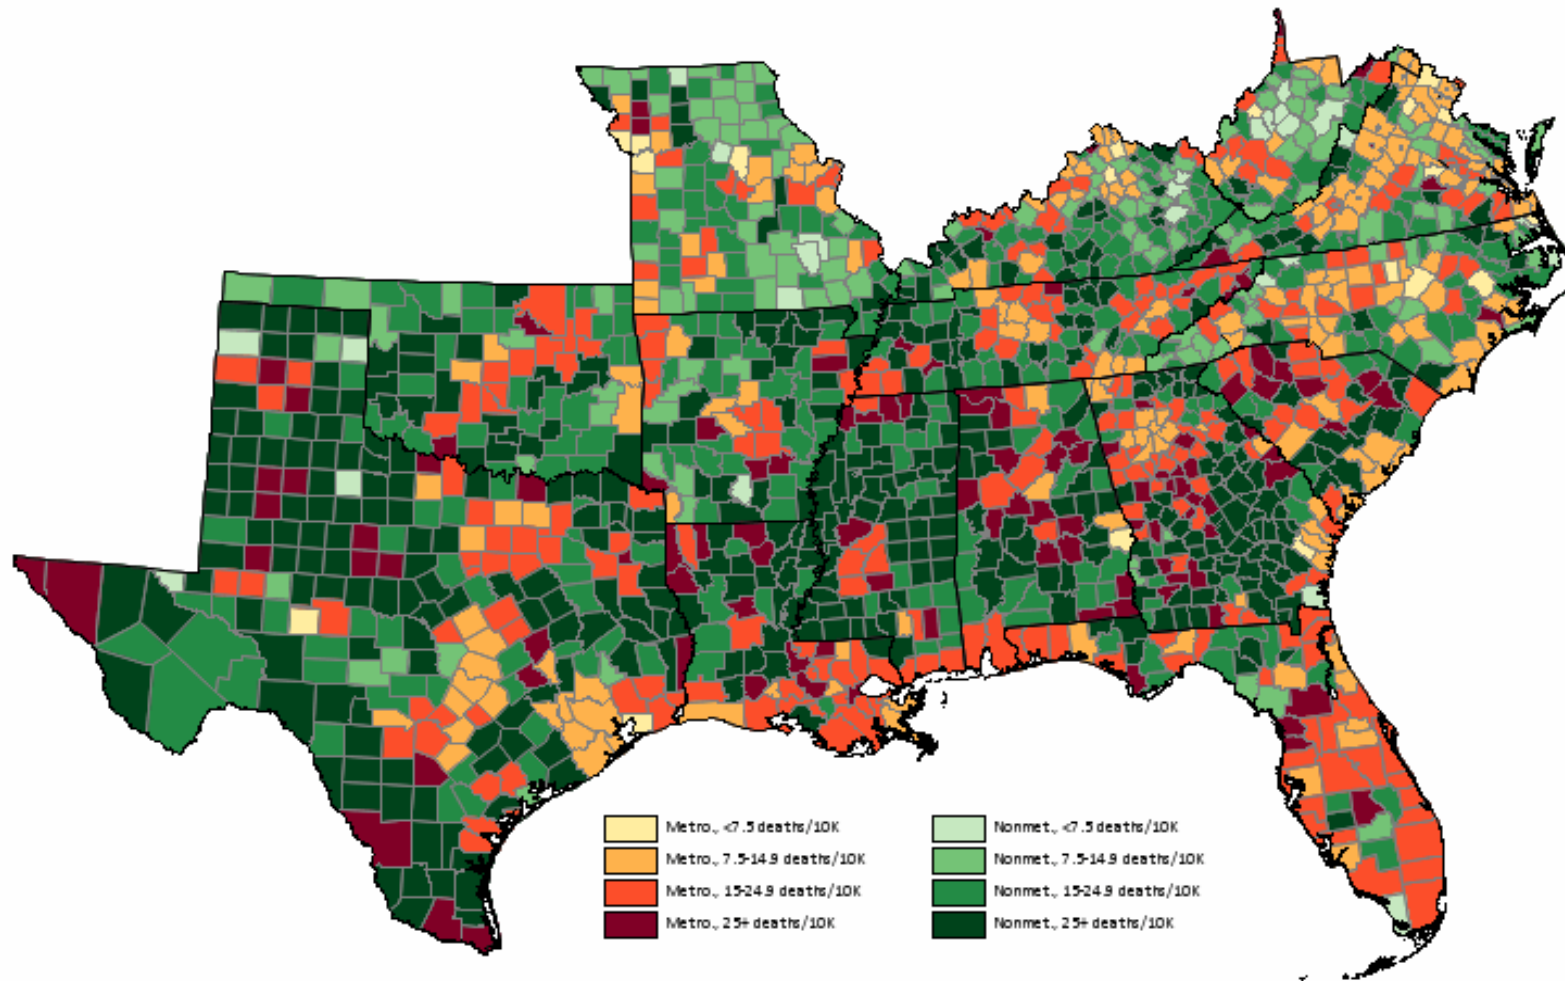 Metro., <7.5 deaths/10K
Metro., 7.5-14.9 deaths/10K
Metro., 15-24.9 deaths/10K
Metro., 25+ deaths/10K
Nonmet., <7.5 deaths/10K
Nonmet., 7.5-14.9 deaths/10K
Nonmet., 15-24.9 deaths/10K
Nonmet., 25+ deaths/10K